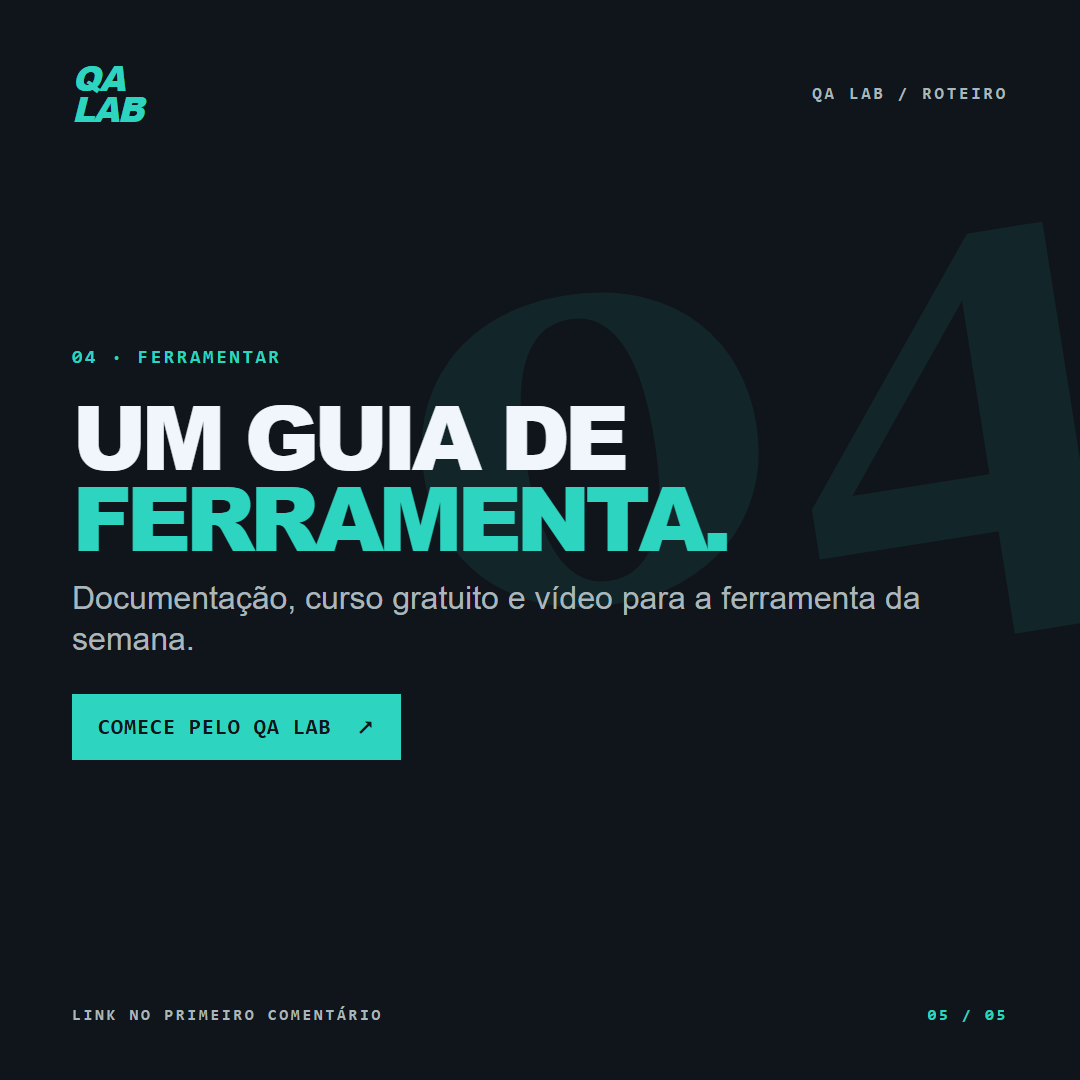 QA
LAB
QA LAB / ROTEIRO
04
04 · FERRAMENTAR
UM GUIA DE
FERRAMENTA.
Documentação, curso gratuito e vídeo para a ferramenta da
semana.
COMECE PELO QA LAB ↗
LINK NO PRIMEIRO COMENTÁRIO
05 / 05